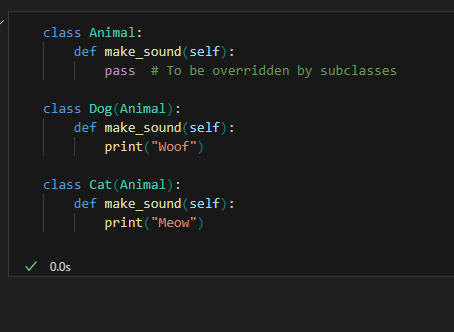 class Animal:
    def make_sound(self):
        pass  # To be overridden by subclasses

class Dog(Animal):
    def make_sound(self):
        print("Woof")

class Cat(Animal):
    def make_sound(self):
        print("Meow")

0.0s